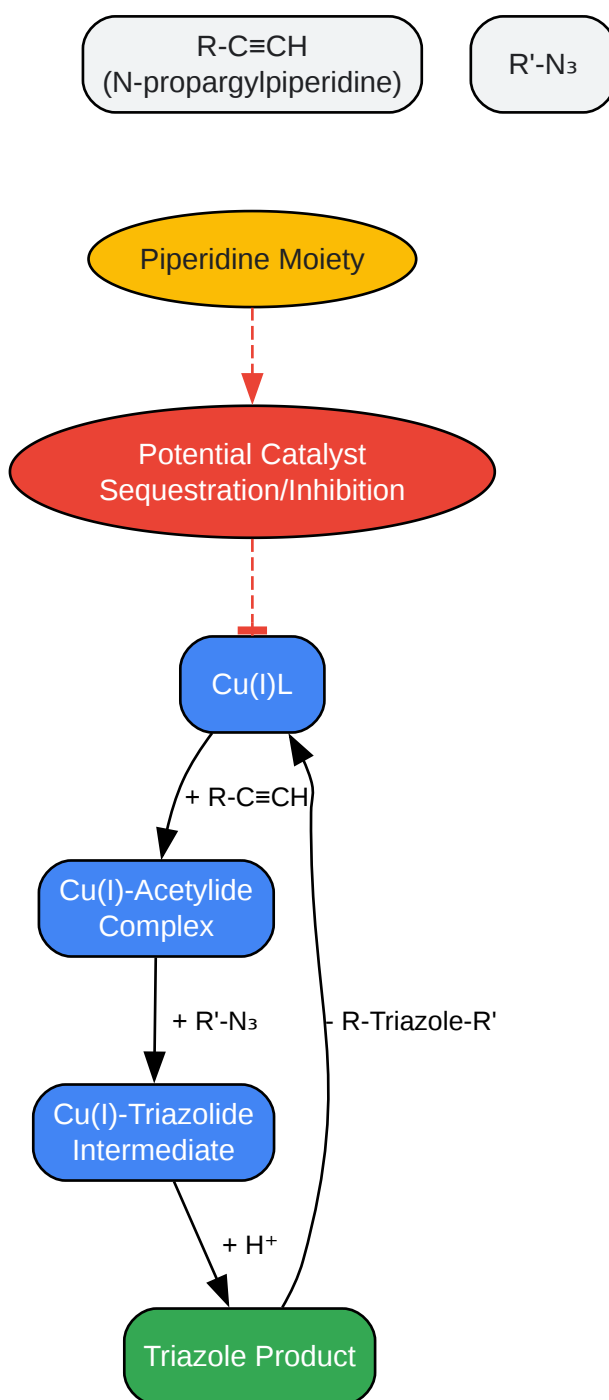 R-C≡CH
(N-propargylpiperidine)
R'-N₃
Piperidine Moiety
Potential Catalyst
Sequestration/Inhibition
Cu(I)L
+ R-C≡CH
Cu(I)-Acetylide
Complex
+ R'-N₃
- R-Triazole-R'
Cu(I)-Triazolide
Intermediate
+ H⁺
Triazole Product